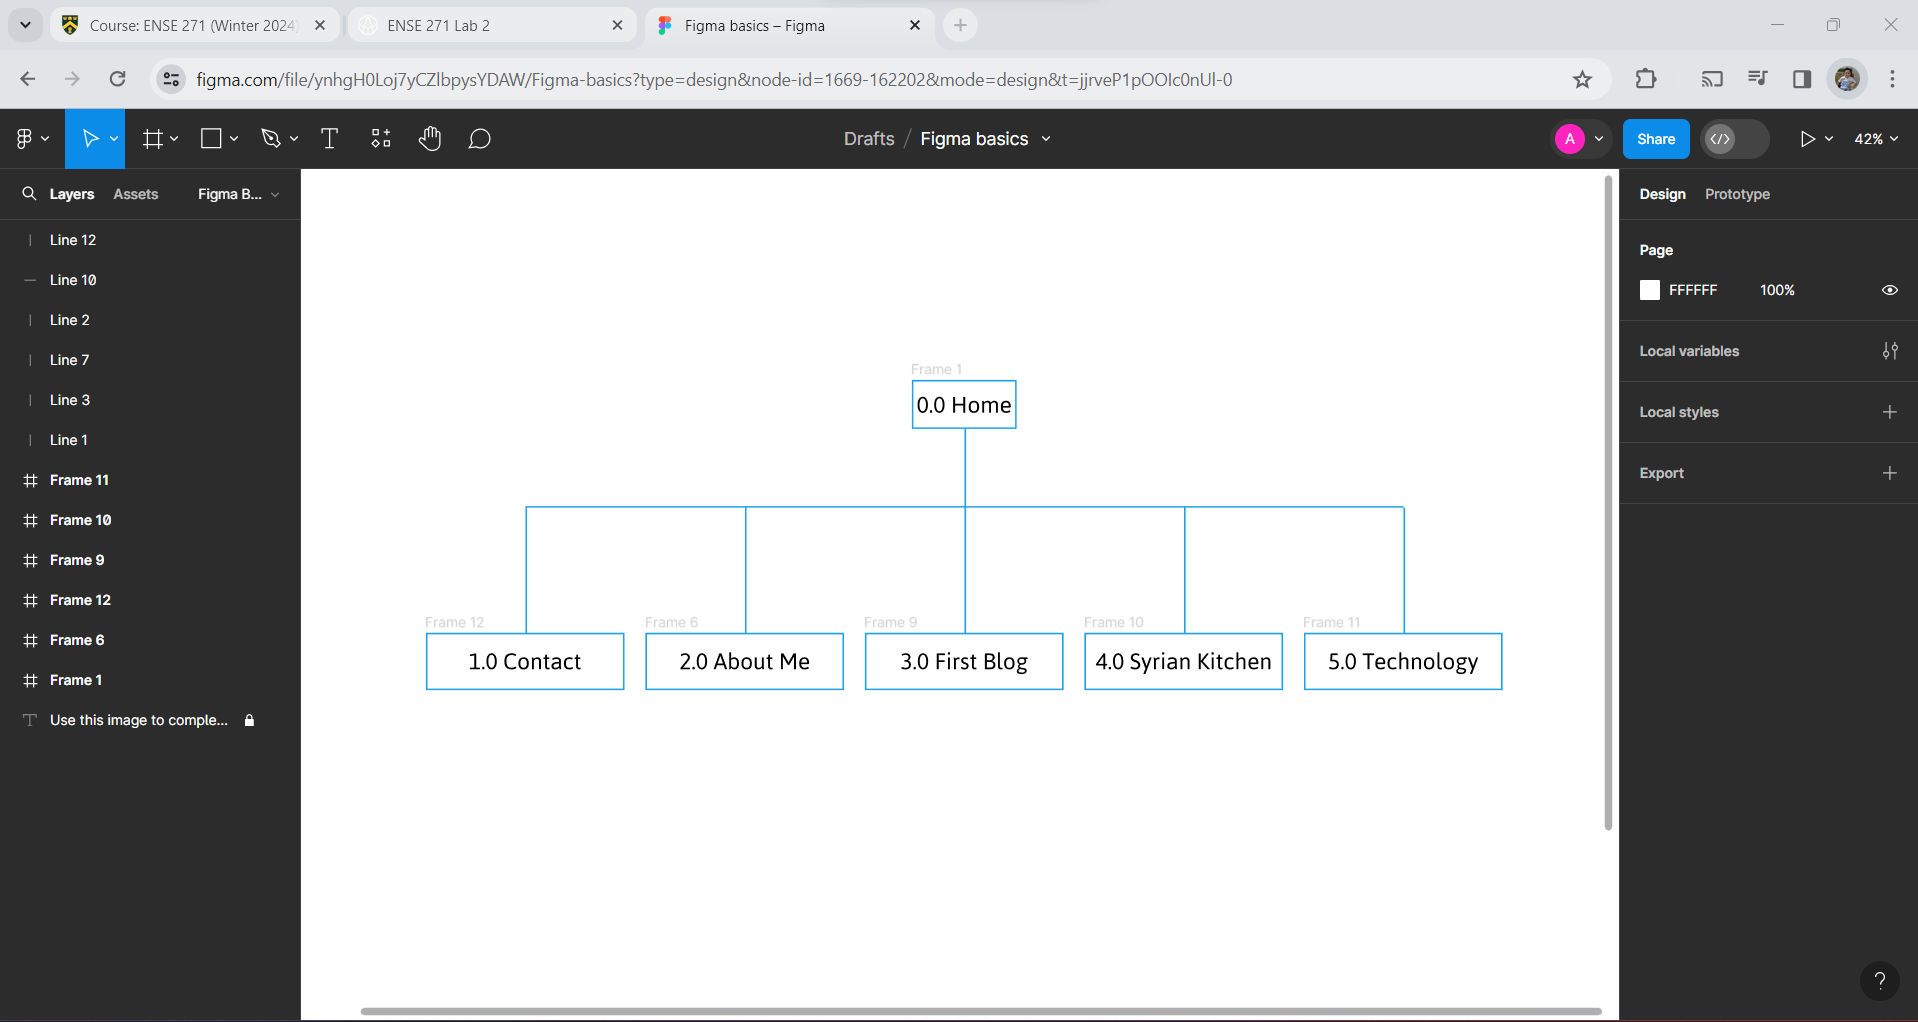 Course: ENSE 271 (Winter 2024)
ENSE 271 Lab 2
Figma basics – Figma
figma.com/file/ynhgH0Loj7yCZlbpysYDAW/Figma-basics?type=design&node-id=1669-162202&mode=design&t=jjrveP1pOOIc0nUl-0
Drafts / Figma basics
A
Share
42%
Layers
Assets
Figma B...
Design
Prototype
Line 12
Line 10
Line 2
Line 7
Line 3
Line 1
Frame 11
Frame 10
Frame 9
Frame 12
Frame 6
Frame 1
Use this image to comple...
Frame 1
0.0 Home
Frame 12
Frame 6
Frame 9
Frame 10
Frame 11
1.0 Contact
2.0 About Me
3.0 First Blog
4.0 Syrian Kitchen
5.0 Technology
Page
FFFFFF
100%
Local variables
Local styles
Export
?